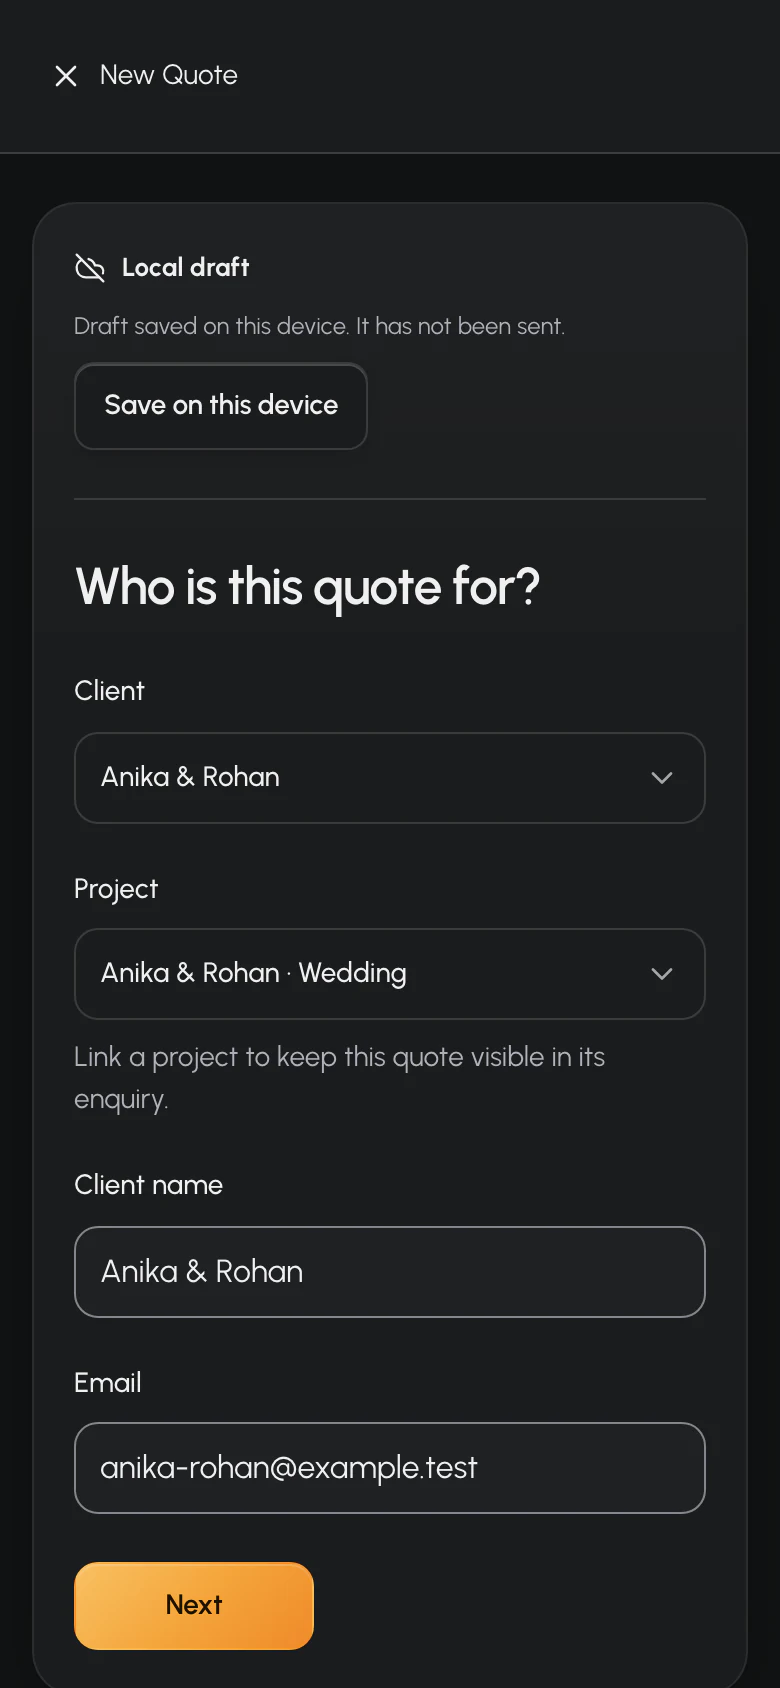 New Quote
Local draft
Draft saved on this device. It has not been sent.
Save on this device
Who is this quote for?
Client
Anika & Rohan
Project
Anika & Rohan · Wedding
Link a project to keep this quote visible in its
enquiry.
Client name
Anika & Rohan
Email
anika-rohan@example.test
Next